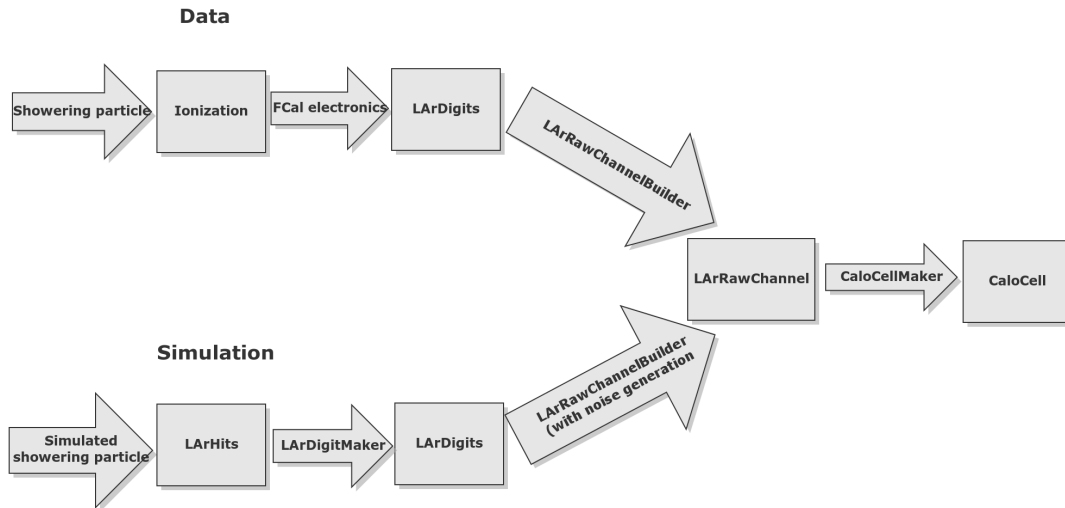 Data
Showering particle
Ionization
FCal electronics
LArDigits
LArRawChannelBuilder
LArRawChannel
CaloCellMaker
CaloCell
Simulation
Simulated
showering particle
LArHits
LArDigitMaker
LArDigits
LArRawChannelBuilder
(with noise generation